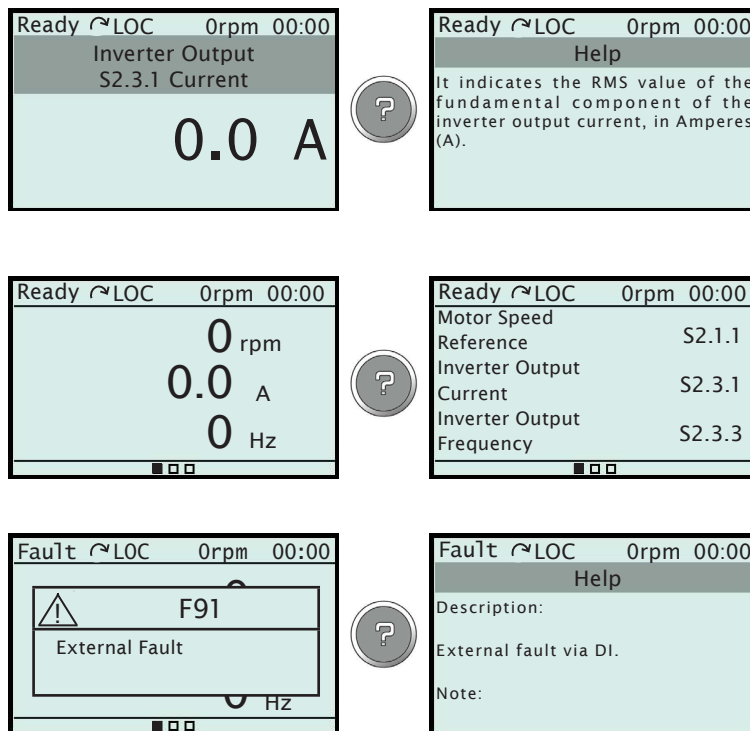 Ready LOC 0rpm 00:00
Inverter Output
S2.3.1 Current
0.0 A
?
Ready LOC 0rpm 00:00
Help
It indicates the RMS value of the
fundamental component of the
inverter output current, in Amperes
(A).
Ready LOC 0rpm 00:00
0 rpm
0.0 A
0 Hz
?
Ready LOC 0rpm 00:00
Motor Speed
Reference S2.1.1
Inverter Output
Current S2.3.1
Inverter Output
Frequency S2.3.3
Fault LOC 0rpm 00:00
F91
External Fault
Hz
?
Fault LOC 0rpm 00:00
Help
Description:
External fault via DI.
Note: